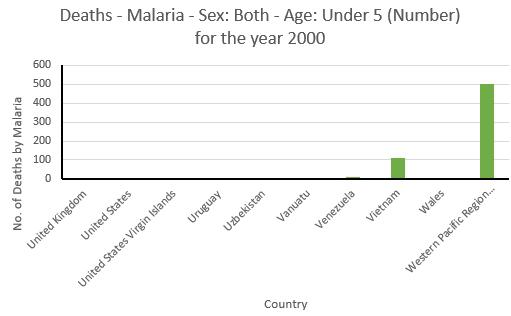 Deaths - Malaria - Sex: Both - Age: Under 5 (Number)
for the year 2000
No. of Deaths by Malaria
600
500
400
300
200
100
0
United Kingdom
United States
United States Virgin Islands
Uruguay
Uzbekistan
Vanuatu
Venezuela
Vietnam
Wales
Western Pacific Region...
Country